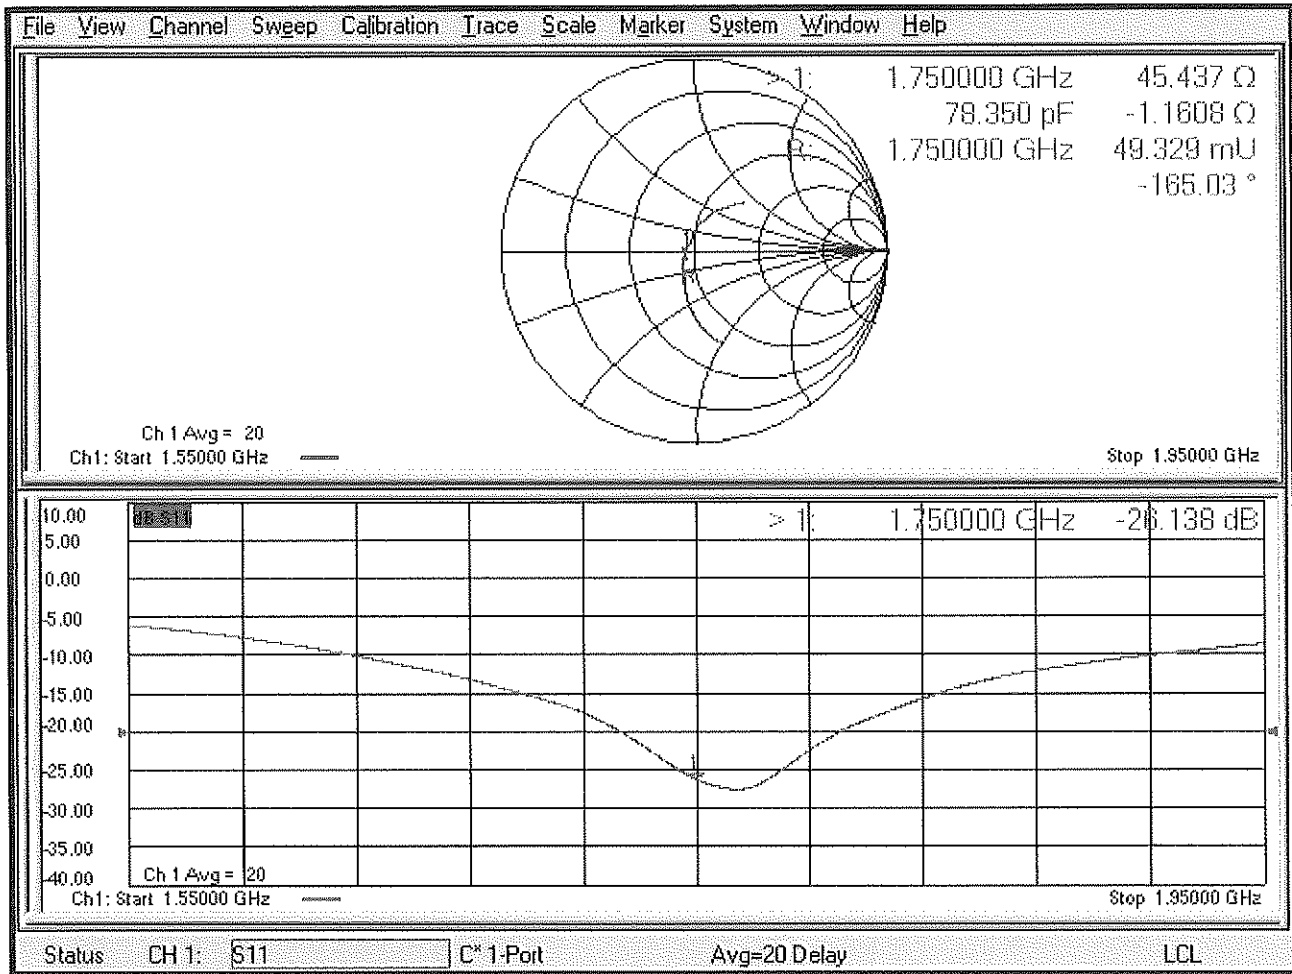 File View Channel Sweep Calibration Trace Scale Marker System Window Help
> 1: 1.750000 GHz 45.437 Ω
78.350 pF -1.1608 Ω
R: 1.750000 GHz 49.329 mU
-165.03 °
Ch 1 Avg = 20
Ch1: Start 1.55000 GHz
Stop 1.95000 GHz
10.00
dB S11
> 1: 1.750000 GHz -26.138 dB
5.00
0.00
-5.00
-10.00
-15.00
-20.00
-25.00
-30.00
-35.00
-40.00
Ch 1 Avg = 20
Ch1: Start 1.55000 GHz
Stop 1.95000 GHz
Status CH 1: S11 C* 1-Port Avg=20 Delay LCL